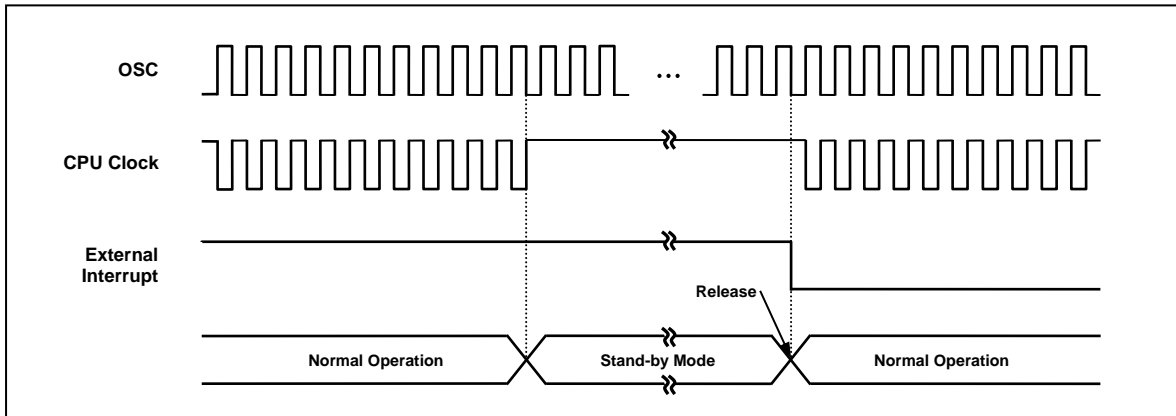 OSC
...
CPU Clock
External
Interrupt
Release
Normal Operation
Stand-by Mode
Normal Operation